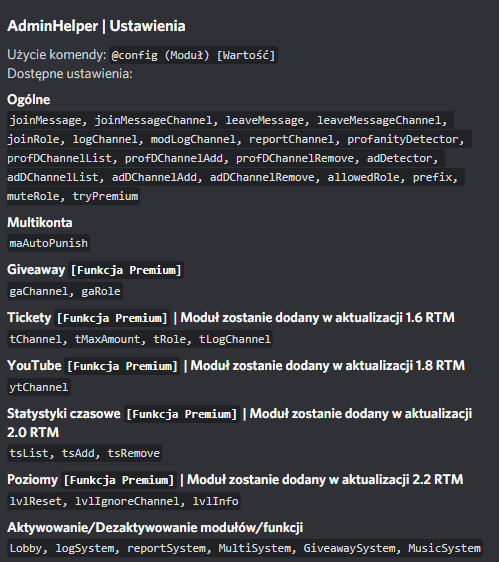 AdminHelper | Ustawienia
Użycie komendy: @config (Moduł) [Wartość]
Dostępne ustawienia:
Ogólne
joinMessage, joinMessageChannel, leaveMessage, leaveMessageChannel,
joinRole, logChannel, modLogChannel, reportChannel, profanityDetector,
profDChannelList, profDChannelAdd, profDChannelRemove, adDetector,
adDChannelList, adDChannelAdd, adDChannelRemove, allowedRole, prefix,
muteRole, tryPremium
Multikonta
maAutoPunish
Giveaway [Funkcja Premium]
gaChannel, gaRole
Tickety [Funkcja Premium] | Moduł zostanie dodany w aktualizacji 1.6 RTM
tChannel, tMaxAmount, tRole, tLogChannel
YouTube [Funkcja Premium] | Moduł zostanie dodany w aktualizacji 1.8 RTM
ytChannel
Statystyki czasowe [Funkcja Premium] | Moduł zostanie dodany w aktualizacji
2.0 RTM
tsList, tsAdd, tsRemove
Poziomy [Funkcja Premium] | Moduł zostanie dodany w aktualizacji 2.2 RTM
lvlReset, lvlIgnoreChannel, lvlInfo
Aktywowanie/Dezaktywowanie modułów/funkcji
Lobby, logSystem, reportSystem, MultiSystem, GiveawaySystem, MusicSystem